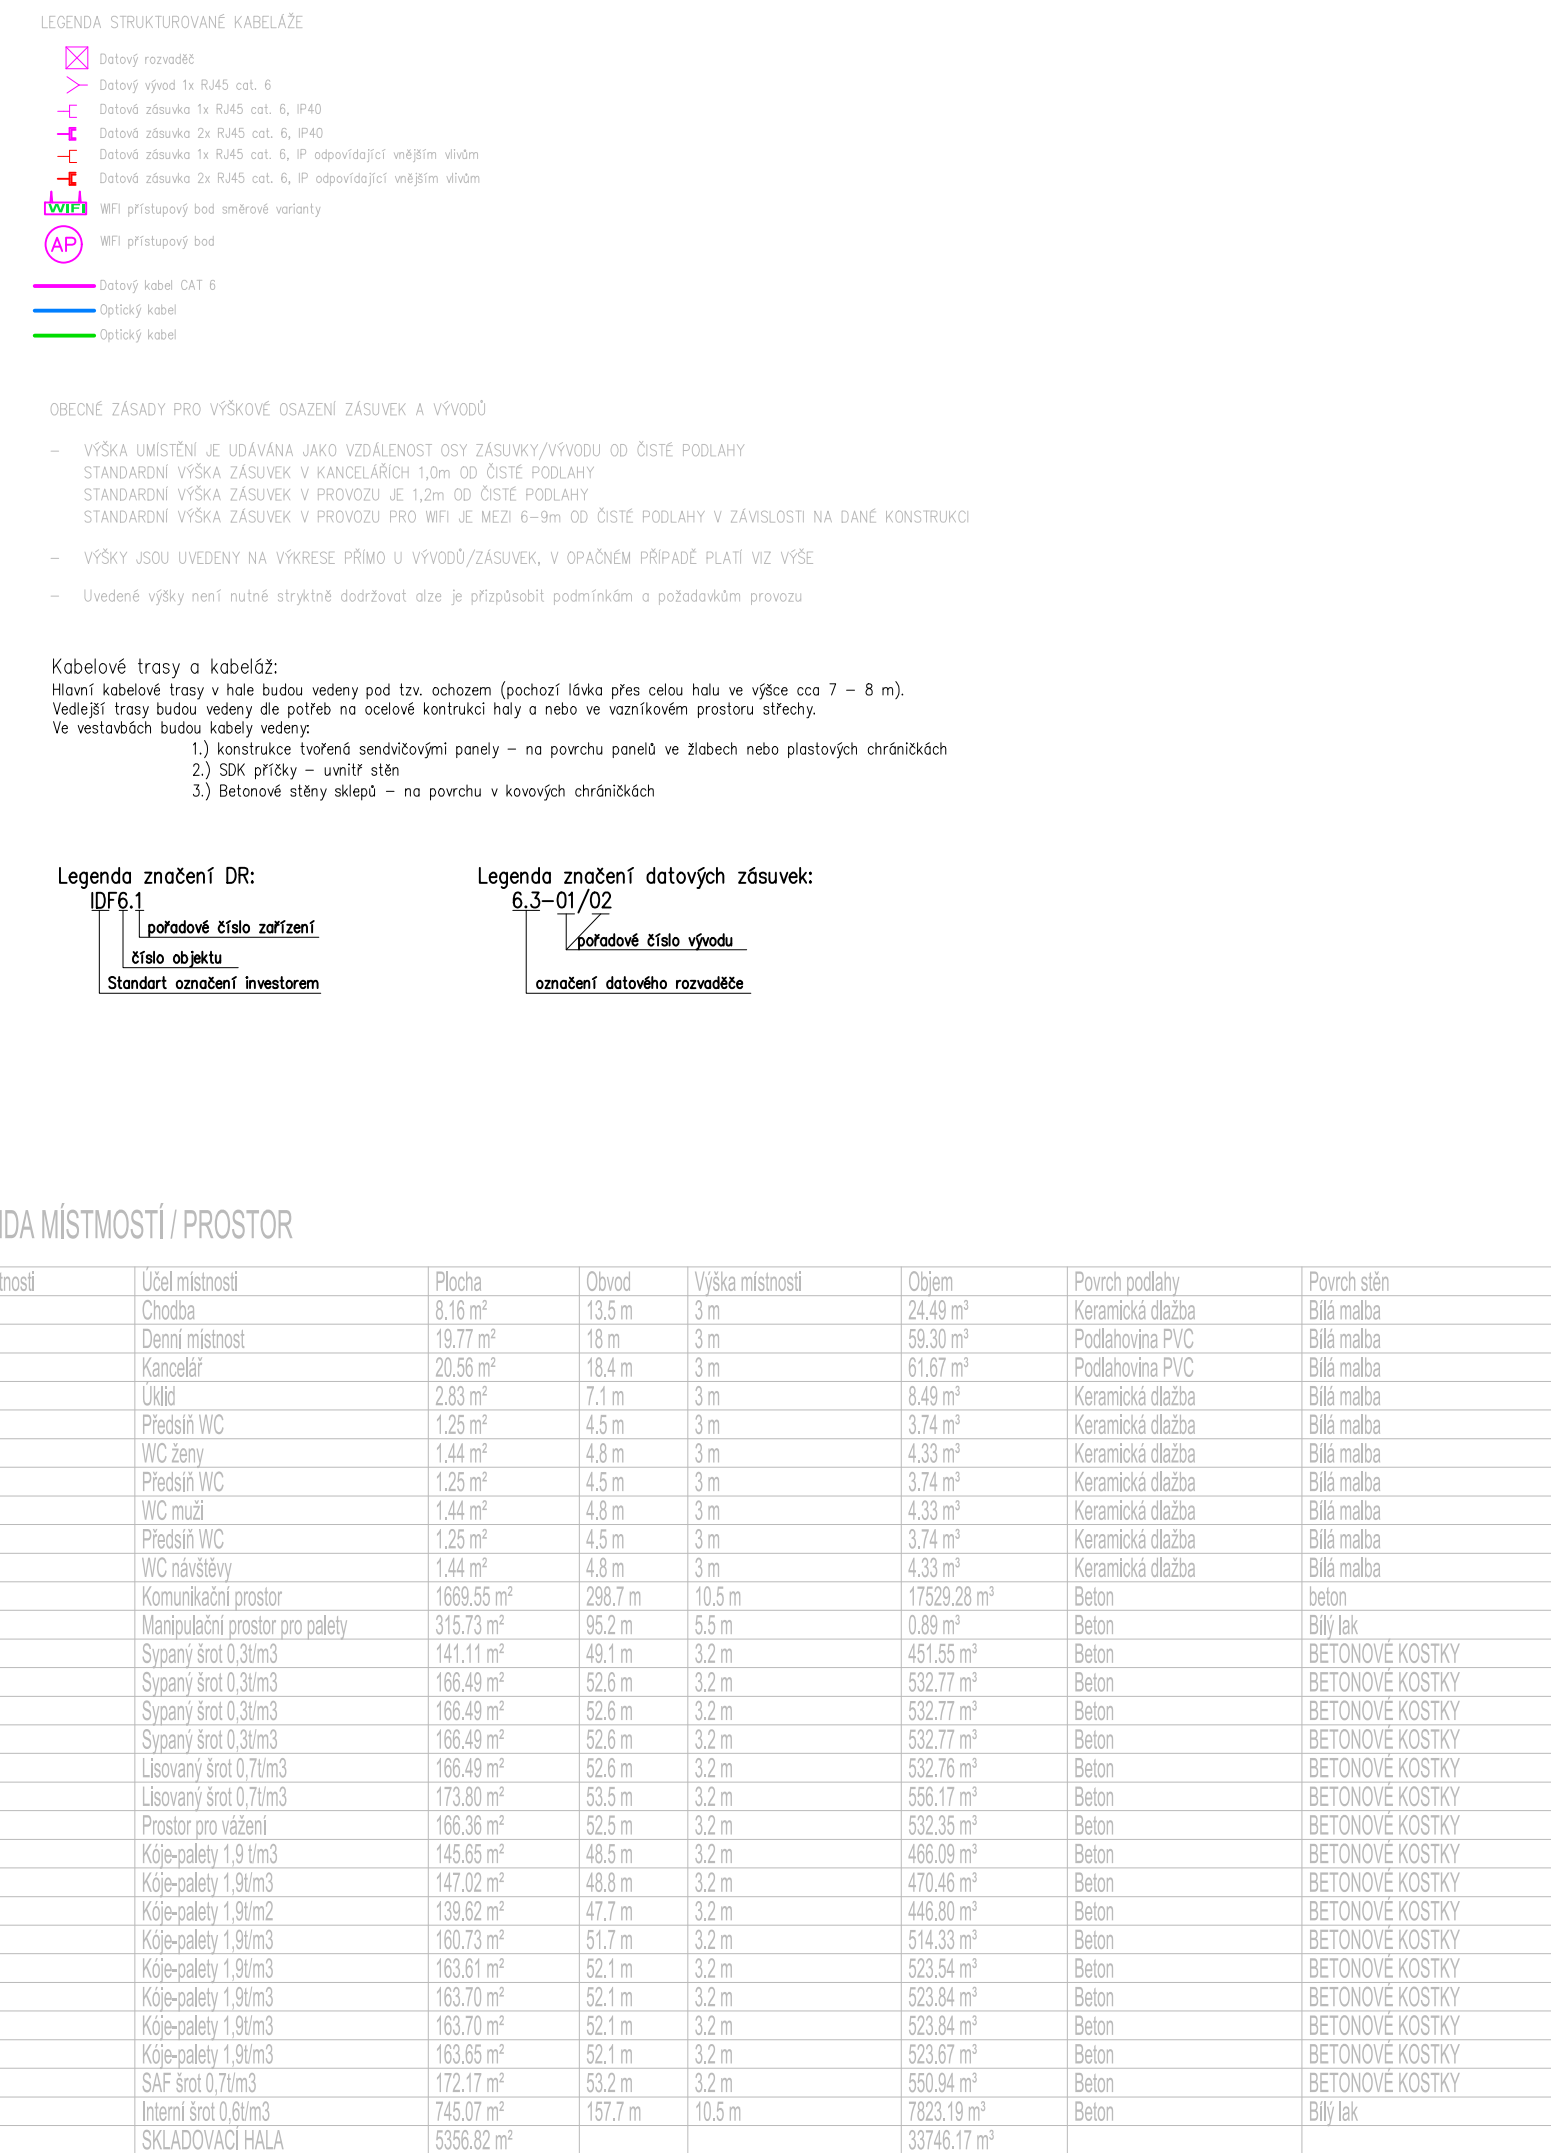 LEGENDA STRUKTUROVANÉ KABELÁŽE
Datový rozvaděč
Datový vývod 1x RJ45 cat. 6
Datová zásuvka 1x RJ45 cat. 6, IP40
Datová zásuvka 2x RJ45 cat. 6, IP40
Datová zásuvka 1x RJ45 cat. 6, IP odpovídající vnějším vlivům
Datová zásuvka 2x RJ45 cat. 6, IP odpovídající vnějším vlivům
WIFI WIFI přístupový bod směrové varianty
AP WIFI přístupový bod
Datový kabel CAT 6
Optický kabel
Optický kabel
OBECNÉ ZÁSADY PRO VÝŠKOVÉ OSAZENÍ ZÁSUVEK A VÝVODŮ
– VÝŠKA UMÍSTĚNÍ JE UDÁVÁNA JAKO VZDÁLENOST OSY ZÁSUVKY/VÝVODU OD ČISTÉ PODLAHY
STANDARDNÍ VÝŠKA ZÁSUVEK V KANCELÁŘÍCH 1,0m OD ČISTÉ PODLAHY
STANDARDNÍ VÝŠKA ZÁSUVEK V PROVOZU JE 1,2m OD ČISTÉ PODLAHY
STANDARDNÍ VÝŠKA ZÁSUVEK V PROVOZU PRO WIFI JE MEZI 6–9m OD ČISTÉ PODLAHY V ZÁVISLOSTI NA DANÉ KONSTRUKCI
– VÝŠKY JSOU UVEDENY NA VÝKRESE PŘÍMO U VÝVODŮ/ZÁSUVEK, V OPAČNÉM PŘÍPADĚ PLATÍ VIZ VÝŠE
– Uvedené výšky není nutné stryktně dodržovat alze je přizpůsobit podmínkám a požadavkům provozu
Kabelové trasy a kabeláž:
Hlavní kabelové trasy v hale budou vedeny pod tzv. ochozem (pochozí lávka přes celou halu ve výšce cca 7 – 8 m).
Vedlejší trasy budou vedeny dle potřeb na ocelové kontrukci haly a nebo ve vazníkovém prostoru střechy.
Ve vestavbách budou kabely vedeny:
1.) konstrukce tvořená sendvičovými panely – na povrchu panelů ve žlabech nebo plastových chráničkách
2.) SDK příčky – uvnitř stěn
3.) Betonové stěny sklepů – na povrchu v kovových chráničkách
Legenda značení DR:
IDF6.1
pořadové číslo zařízení
číslo objektu
Standart označení investorem
Legenda značení datových zásuvek:
6.3–01/02
pořadové číslo vývodu
označení datového rozvaděče
NDA MÍSTMOSTÍ / PROSTOR
tnosti Účel místnosti Plocha Obvod Výška místnosti Objem Povrch podlahy Povrch stěn
Chodba 8.16 m² 13.5 m 3 m 24.49 m³ Keramická dlažba Bílá malba
Denní místnost 19.77 m² 18 m 3 m 59.30 m³ Podlahovina PVC Bílá malba
Kancelář 20.56 m² 18.4 m 3 m 61.67 m³ Podlahovina PVC Bílá malba
Úklid 2.83 m² 7.1 m 3 m 8.49 m³ Keramická dlažba Bílá malba
Předsíň WC 1.25 m² 4.5 m 3 m 3.74 m³ Keramická dlažba Bílá malba
WC ženy 1.44 m² 4.8 m 3 m 4.33 m³ Keramická dlažba Bílá malba
Předsíň WC 1.25 m² 4.5 m 3 m 3.74 m³ Keramická dlažba Bílá malba
WC muži 1.44 m² 4.8 m 3 m 4.33 m³ Keramická dlažba Bílá malba
Předsíň WC 1.25 m² 4.5 m 3 m 3.74 m³ Keramická dlažba Bílá malba
WC návštěvy 1.44 m² 4.8 m 3 m 4.33 m³ Keramická dlažba Bílá malba
Komunikační prostor 1669.55 m² 298.7 m 10.5 m 17529.28 m³ Beton beton
Manipulační prostor pro palety 315.73 m² 95.2 m 5.5 m 0.89 m³ Beton Bílý lak
Sypaný šrot 0,3t/m3 141.11 m² 49.1 m 3.2 m 451.55 m³ Beton BETONOVÉ KOSTKY
Sypaný šrot 0,3t/m3 166.49 m² 52.6 m 3.2 m 532.77 m³ Beton BETONOVÉ KOSTKY
Sypaný šrot 0,3t/m3 166.49 m² 52.6 m 3.2 m 532.77 m³ Beton BETONOVÉ KOSTKY
Sypaný šrot 0,3t/m3 166.49 m² 52.6 m 3.2 m 532.77 m³ Beton BETONOVÉ KOSTKY
Lisovaný šrot 0,7t/m3 166.49 m² 52.6 m 3.2 m 532.76 m³ Beton BETONOVÉ KOSTKY
Lisovaný šrot 0,7t/m3 173.80 m² 53.5 m 3.2 m 556.17 m³ Beton BETONOVÉ KOSTKY
Prostor pro vážení 166.36 m² 52.5 m 3.2 m 532.35 m³ Beton BETONOVÉ KOSTKY
Kóje-palety 1,9 t/m3 145.65 m² 48.5 m 3.2 m 466.09 m³ Beton BETONOVÉ KOSTKY
Kóje-palety 1,9t/m3 147.02 m² 48.8 m 3.2 m 470.46 m³ Beton BETONOVÉ KOSTKY
Kóje-palety 1,9t/m2 139.62 m² 47.7 m 3.2 m 446.80 m³ Beton BETONOVÉ KOSTKY
Kóje-palety 1,9t/m3 160.73 m² 51.7 m 3.2 m 514.33 m³ Beton BETONOVÉ KOSTKY
Kóje-palety 1,9t/m3 163.61 m² 52.1 m 3.2 m 523.54 m³ Beton BETONOVÉ KOSTKY
Kóje-palety 1,9t/m3 163.70 m² 52.1 m 3.2 m 523.84 m³ Beton BETONOVÉ KOSTKY
Kóje-palety 1,9t/m3 163.70 m² 52.1 m 3.2 m 523.84 m³ Beton BETONOVÉ KOSTKY
Kóje-palety 1,9t/m3 163.65 m² 52.1 m 3.2 m 523.67 m³ Beton BETONOVÉ KOSTKY
SAF šrot 0,7t/m3 172.17 m² 53.2 m 3.2 m 550.94 m³ Beton BETONOVÉ KOSTKY
Interní šrot 0,6t/m3 745.07 m² 157.7 m 10.5 m 7823.19 m³ Beton Bílý lak
SKLADOVACÍ HALA 5356.82 m² 33746.17 m³